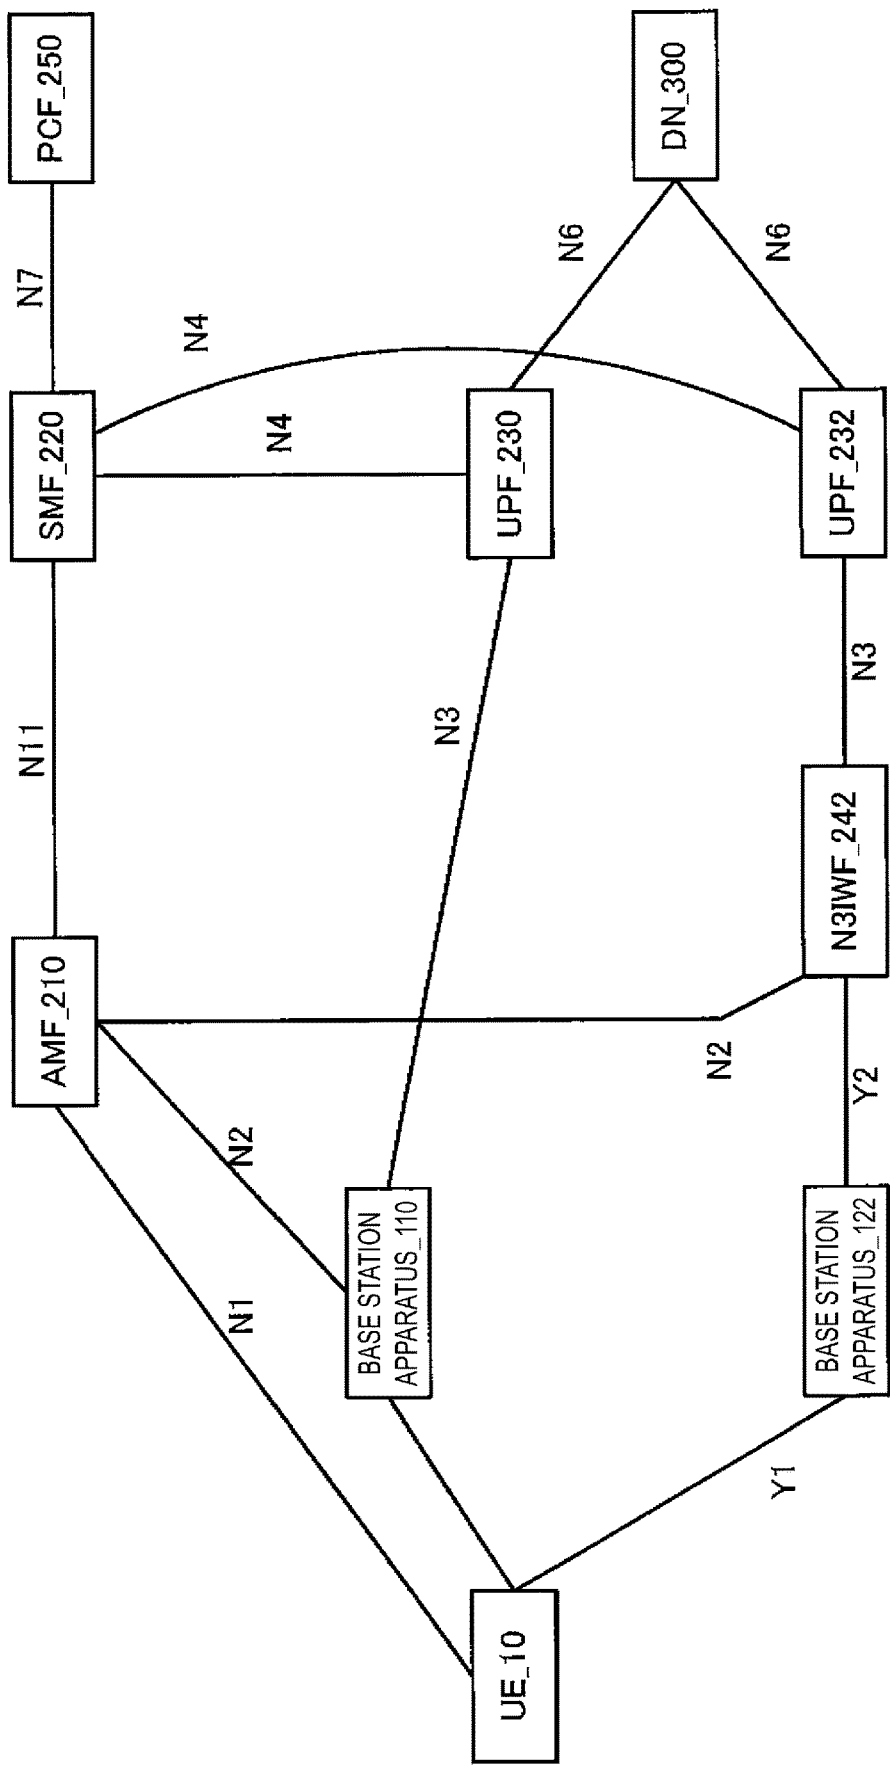 PCF_250
N7
SMF_220
N11
AMF_210
N4
N4
N6
N6
DN_300
UPF_230
UPF_232
N3
N3
N3IWF_242
N2
N2
N1
BASE STATION
APPARATUS_110
Y2
BASE STATION
APPARATUS_122
Y1
UE_10